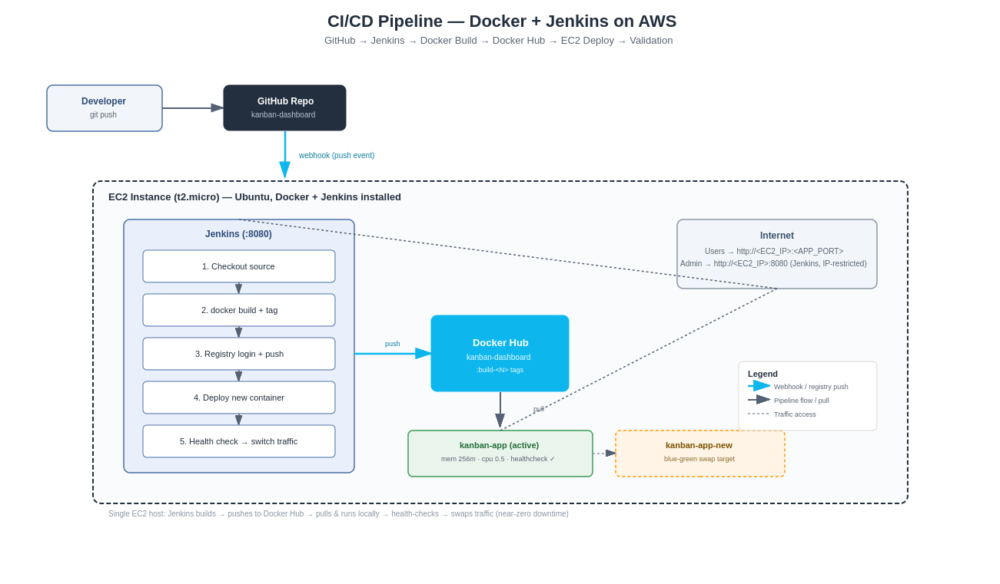 CI/CD Pipeline — Docker + Jenkins on AWS
GitHub → Jenkins → Docker Build → Docker Hub → EC2 Deploy → Validation
Developer
git push
GitHub Repo
kanban-dashboard
webhook (push event)
EC2 Instance (t2.micro) — Ubuntu, Docker + Jenkins installed
Jenkins (:8080)
1. Checkout source
2. docker build + tag
3. Registry login + push
4. Deploy new container
5. Health check → switch traffic
Internet
Users → http://<EC2_IP>:<APP_PORT>
Admin → http://<EC2_IP>:8080 (Jenkins, IP-restricted)
push
Docker Hub
kanban-dashboard
:build-<N> tags
pull
Legend
Webhook / registry push
Pipeline flow / pull
Traffic access
kanban-app (active)
mem 256m · cpu 0.5 · healthcheck ✓
kanban-app-new
blue-green swap target
Single EC2 host: Jenkins builds → pushes to Docker Hub → pulls & runs locally → health-checks → swaps traffic (near-zero downtime)